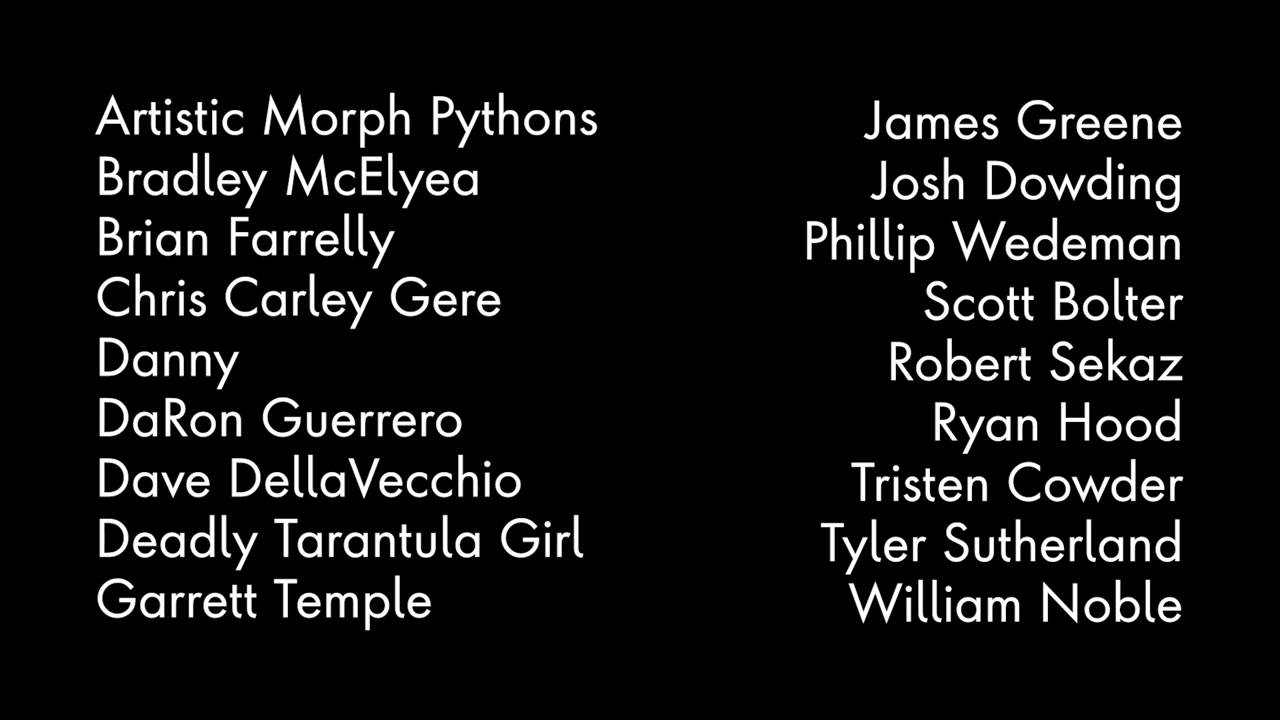 Artistic Morph Pythons
Bradley McElyea
Brian Farrelly
Chris Carley Gere
Danny
DaRon Guerrero
Dave DellaVecchio
Deadly Tarantula Girl
Garrett Temple
James Greene
Josh Dowding
Phillip Wedeman
Scott Bolter
Robert Sekaz
Ryan Hood
Tristen Cowder
Tyler Sutherland
William Noble